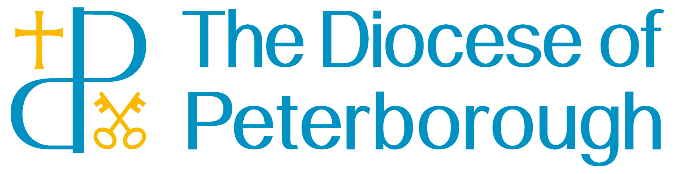 The Diocese of
Peterborough